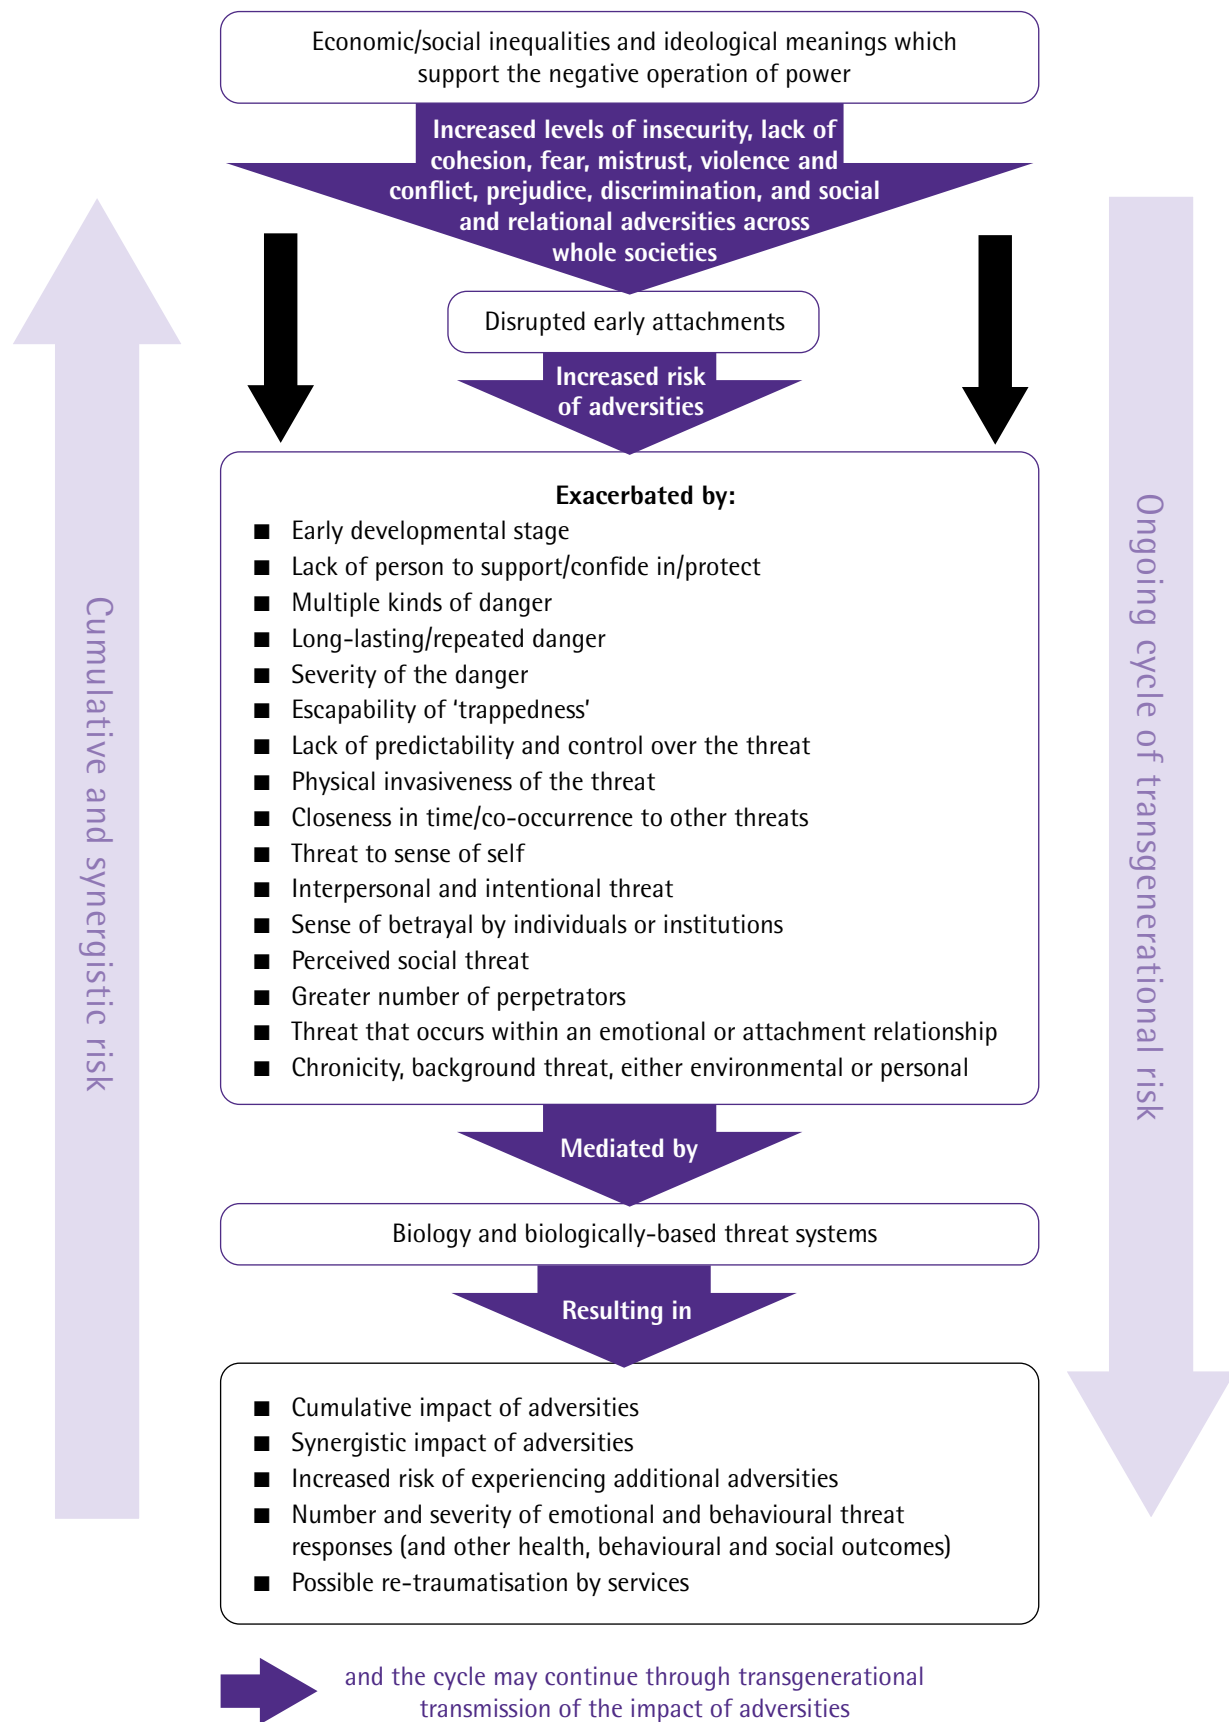 Economic/social inequalities and ideological meanings which
support the negative operation of power
Increased levels of insecurity, lack of
cohesion, fear, mistrust, violence and
conflict, prejudice, discrimination, and social
and relational adversities across
whole societies
Disrupted early attachments
Increased risk
of adversities
Exacerbated by:
■ Early developmental stage
■ Lack of person to support/confide in/protect
■ Multiple kinds of danger
■ Long-lasting/repeated danger
■ Severity of the danger
■ Escapability of ‘trappedness’
■ Lack of predictability and control over the threat
■ Physical invasiveness of the threat
■ Closeness in time/co-occurrence to other threats
■ Threat to sense of self
■ Interpersonal and intentional threat
■ Sense of betrayal by individuals or institutions
■ Perceived social threat
■ Greater number of perpetrators
■ Threat that occurs within an emotional or attachment relationship
■ Chronicity, background threat, either environmental or personal
Cumulative and synergistic risk
Ongoing cycle of transgenerational risk
Mediated by
Biology and biologically-based threat systems
Resulting in
■ Cumulative impact of adversities
■ Synergistic impact of adversities
■ Increased risk of experiencing additional adversities
■ Number and severity of emotional and behavioural threat
responses (and other health, behavioural and social outcomes)
■ Possible re-traumatisation by services
and the cycle may continue through transgenerational
transmission of the impact of adversities